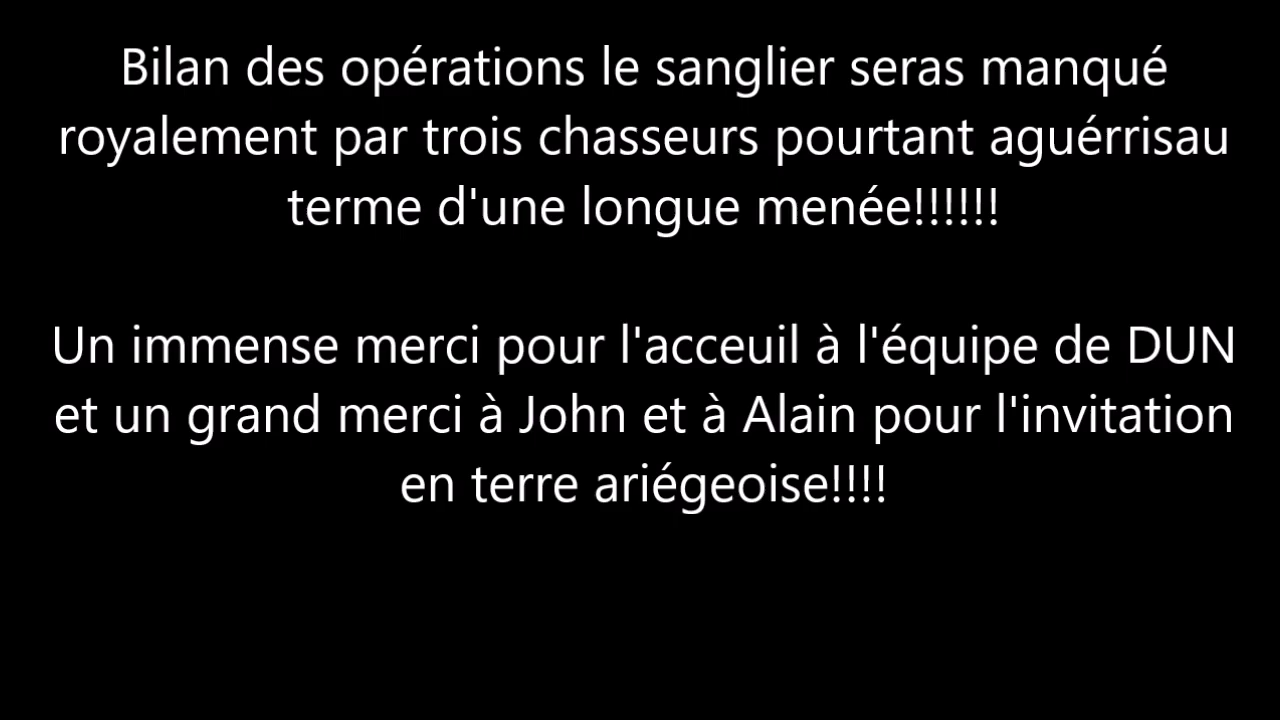 Bilan des opérations le sanglier seras manqué
royalement par trois chasseurs pourtant aguérrisau
terme d'une longue menée!!!!!!
Un immense merci pour l'acceuil à l'équipe de DUN
et un grand merci à John et à Alain pour l'invitation
en terre ariégeoise!!!!